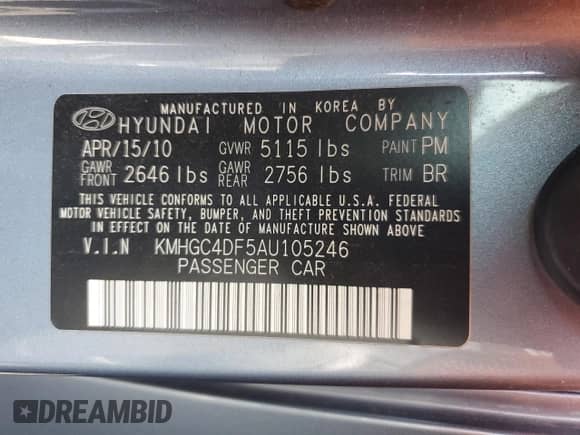 MANUFACTURED IN KOREA BY
HYUNDAI MOTOR COMPANY
APR/15/10 GVWR 5115 lbs PAINT PM
GAWR FRONT 2646 lbs GAWR REAR 2756 lbs TRIM BR
THIS VEHICLE CONFORMS TO ALL APPLICABLE U.S.A. FEDERAL
MOTOR VEHICLE SAFETY, BUMPER, AND THEFT PREVENTION STANDARDS
IN EFFECT ON THE DATE OF MANUFACTURE SHOWN ABOVE.
V.I.N KMHGC4DF5AU105246
PASSENGER CAR
DREAMBID